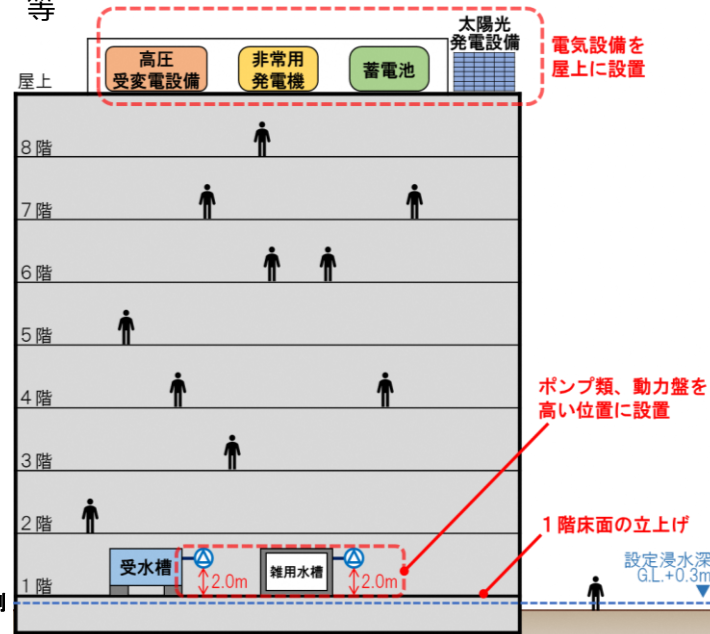 等
太陽光
発電設備
高圧
受変電設備
非常用
発電機
蓄電池
電気設備を
屋上に設置
屋上
8階
7階
6階
5階
4階
ポンプ類、動力盤を
高い位置に設置
3階
2階
1階床面の立上げ
受水槽
2.0m
雑用水槽
2.0m
設定浸水深
G.L.+0.3m
1階